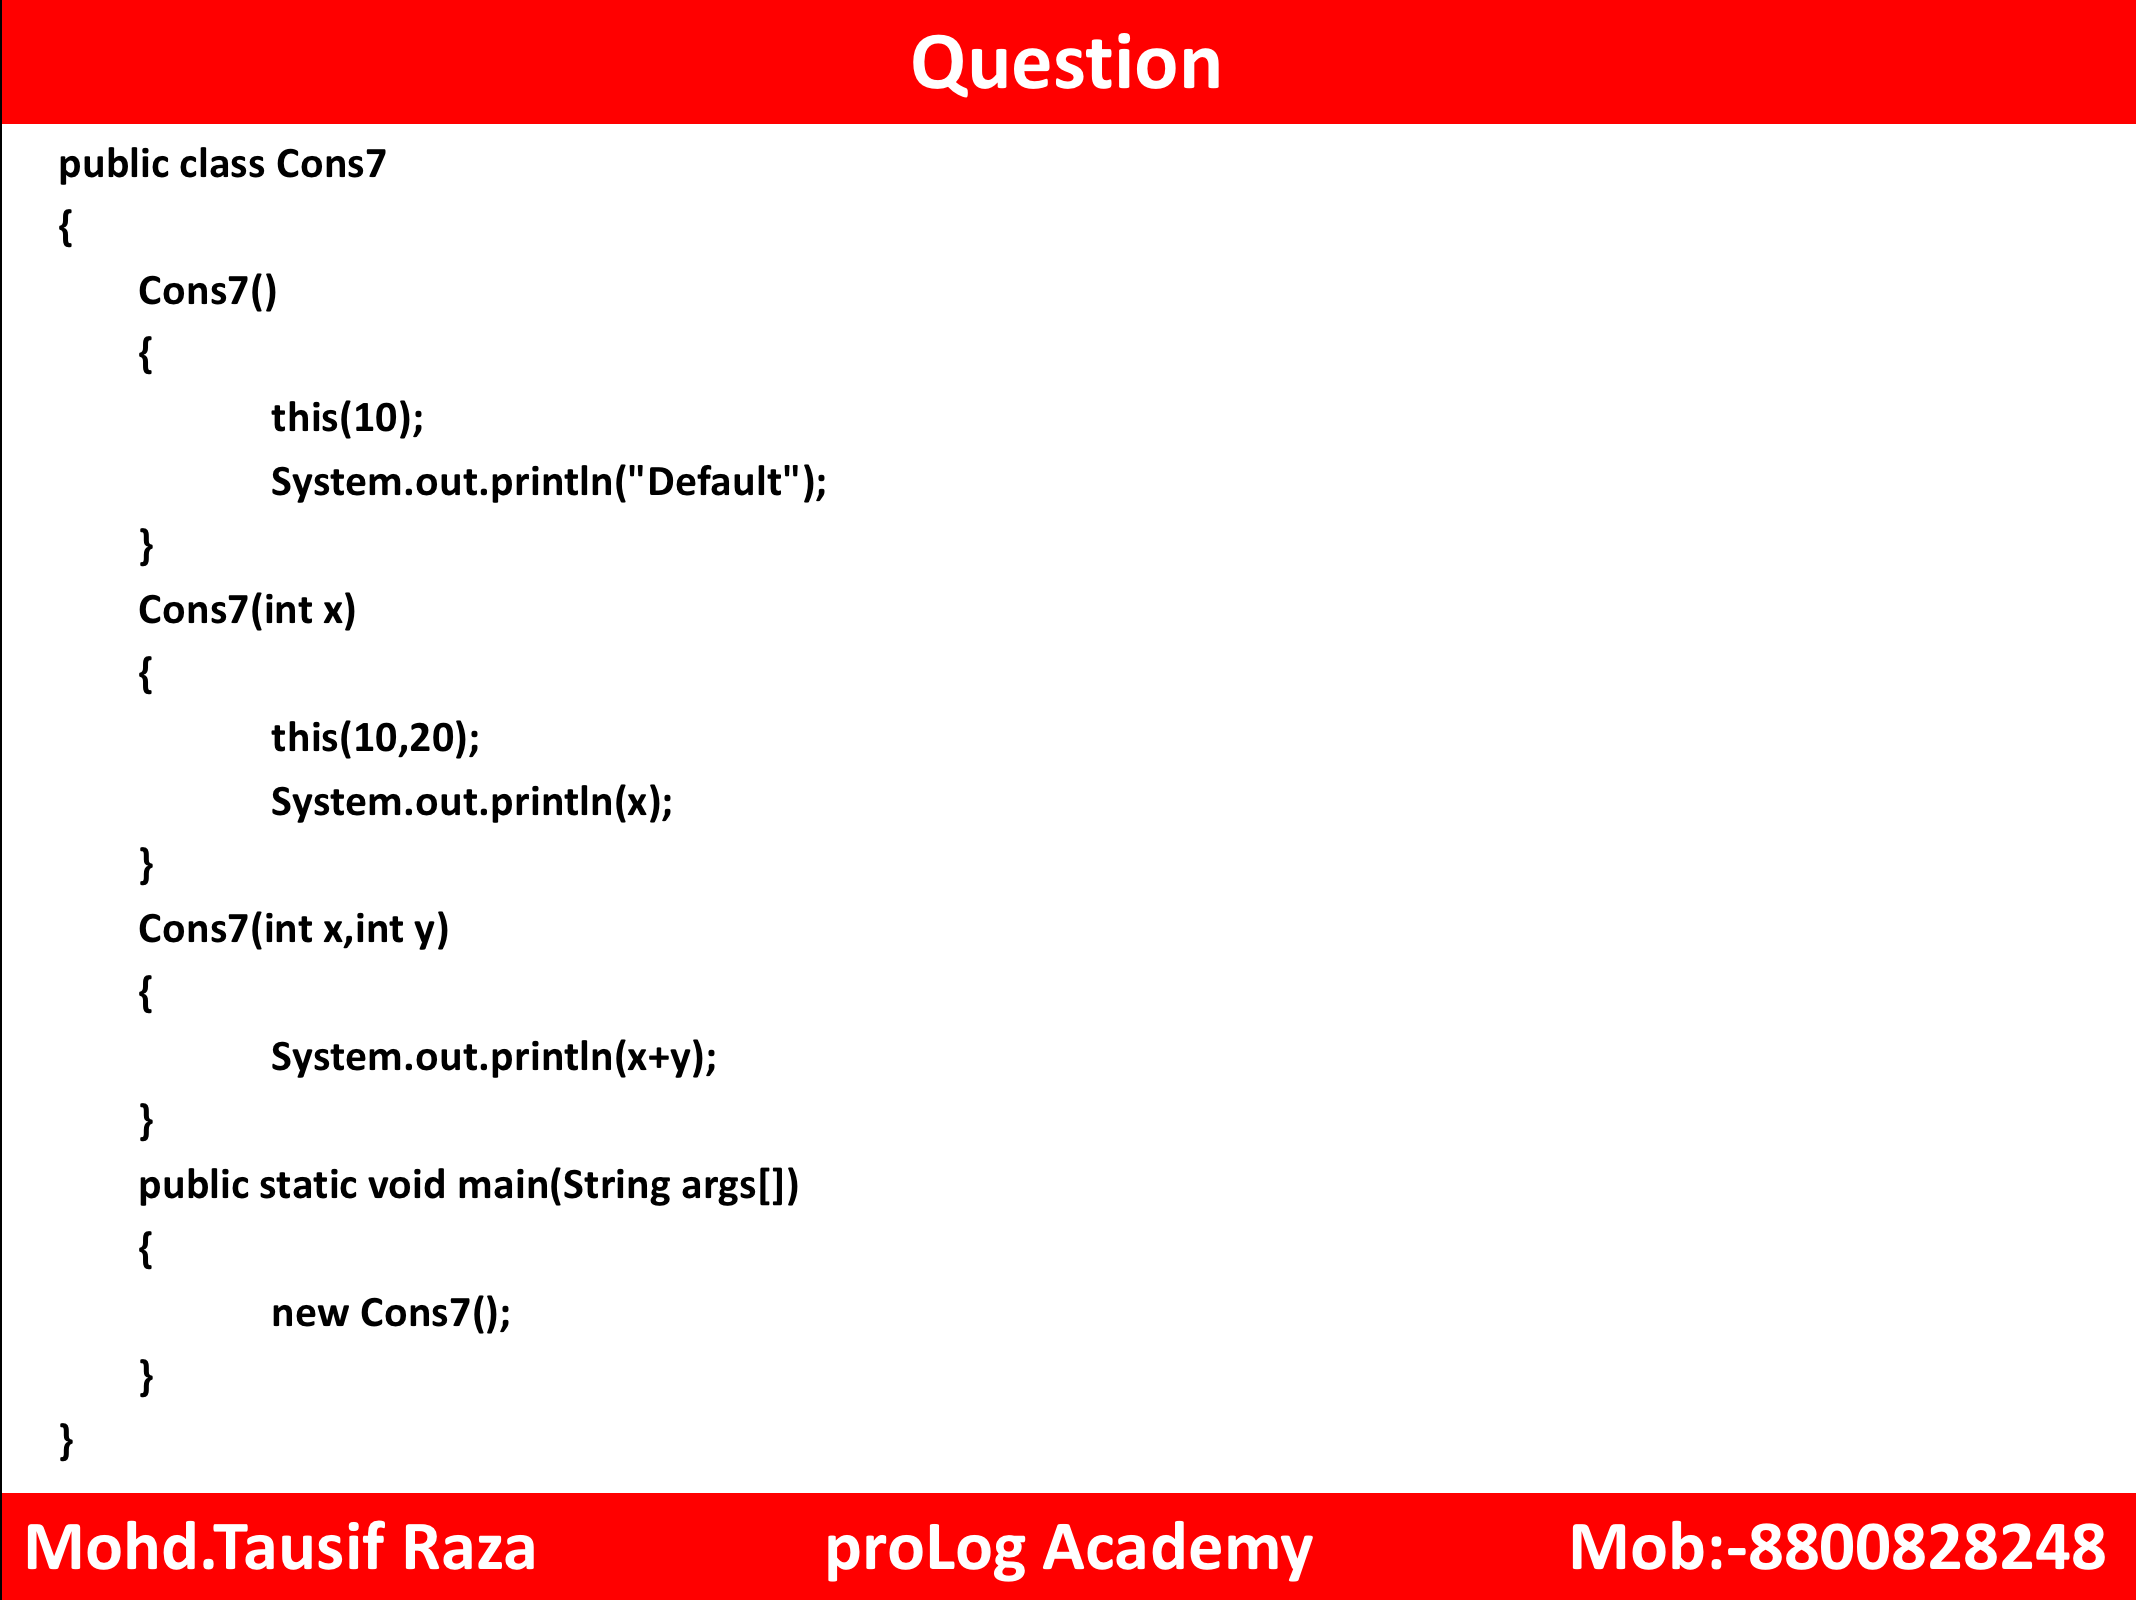 Question
public class Cons7
{
Cons7()
{
this(10);
System.out.println("Default");
}
Cons7(int x)
{
this(10,20);
System.out.println(x);
}
Cons7(int x,int y)
{
System.out.println(x+y);
}
public static void main(String args[])
{
new Cons7();
}
}
Mohd.Tausif Raza proLog Academy Mob:-8800828248